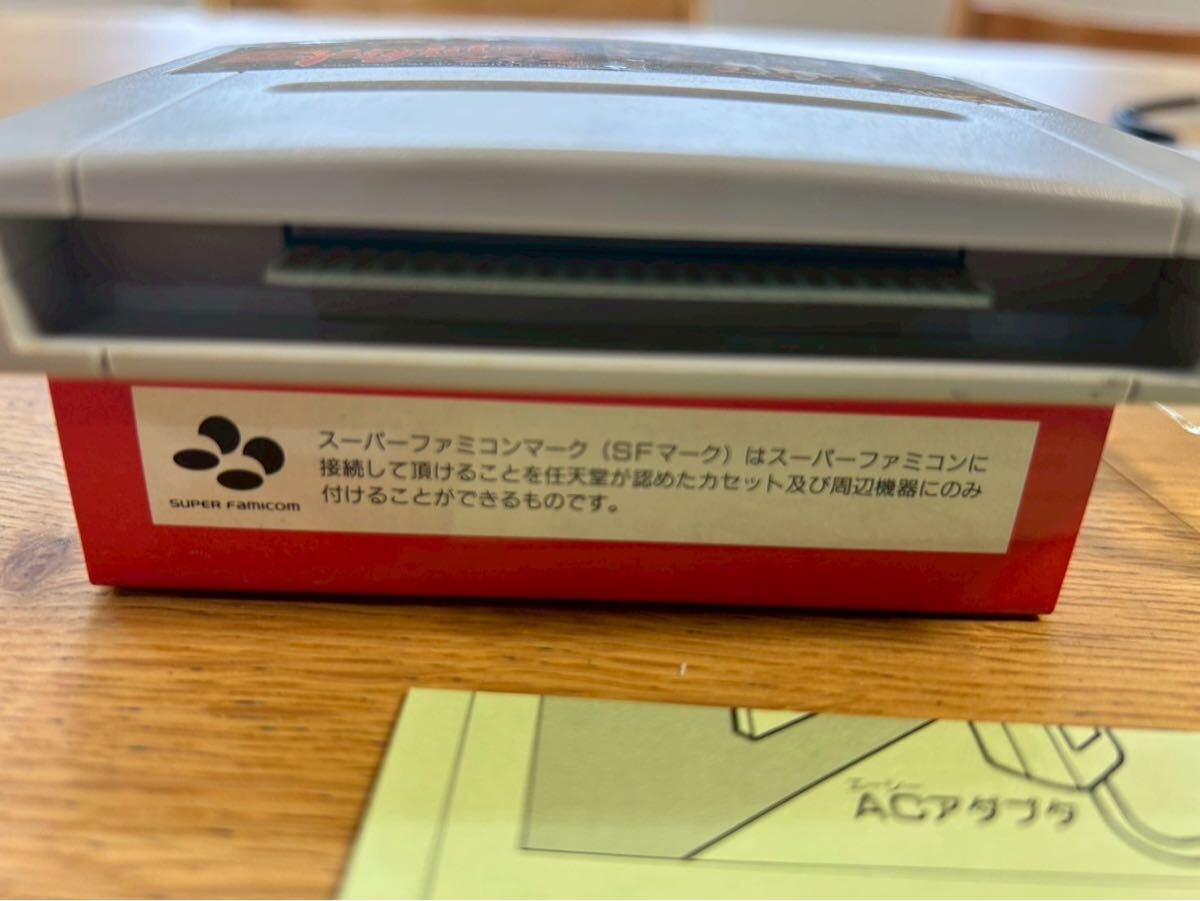 スーパーファミコンマーク(SFマーク)はスーパーファミコンに
接続して頂けることを任天堂が認めたカセット及び周辺機器にのみ
付けることができるものです。
SUPER FAMICOM
エーシー
ACアダプタ